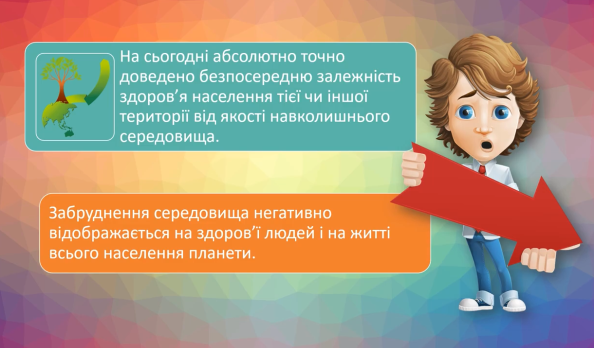 На сьогодні абсолютно точно
доведено безпосередню залежність
здоров’я населення тієї чи іншої
території від якості навколишнього
середовища.
Забруднення середовища негативно
відображається на здоров’ї людей і на житті
всього населення планети.